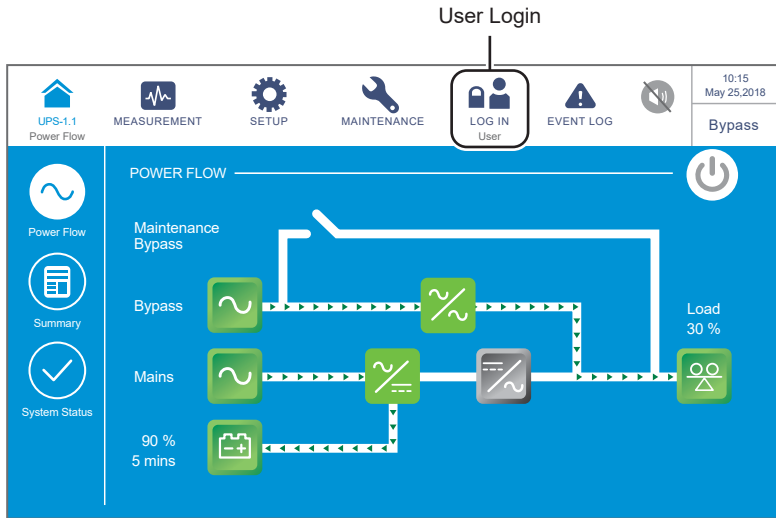 User Login
10:15
May 25,2018
UPS-1.1
Power Flow
MEASUREMENT
SETUP
MAINTENANCE
LOG IN
User
EVENT LOG
Bypass
POWER FLOW
Power Flow
Summary
System Status
Maintenance
Bypass
Bypass
Load
30 %
Mains
90 %
5 mins